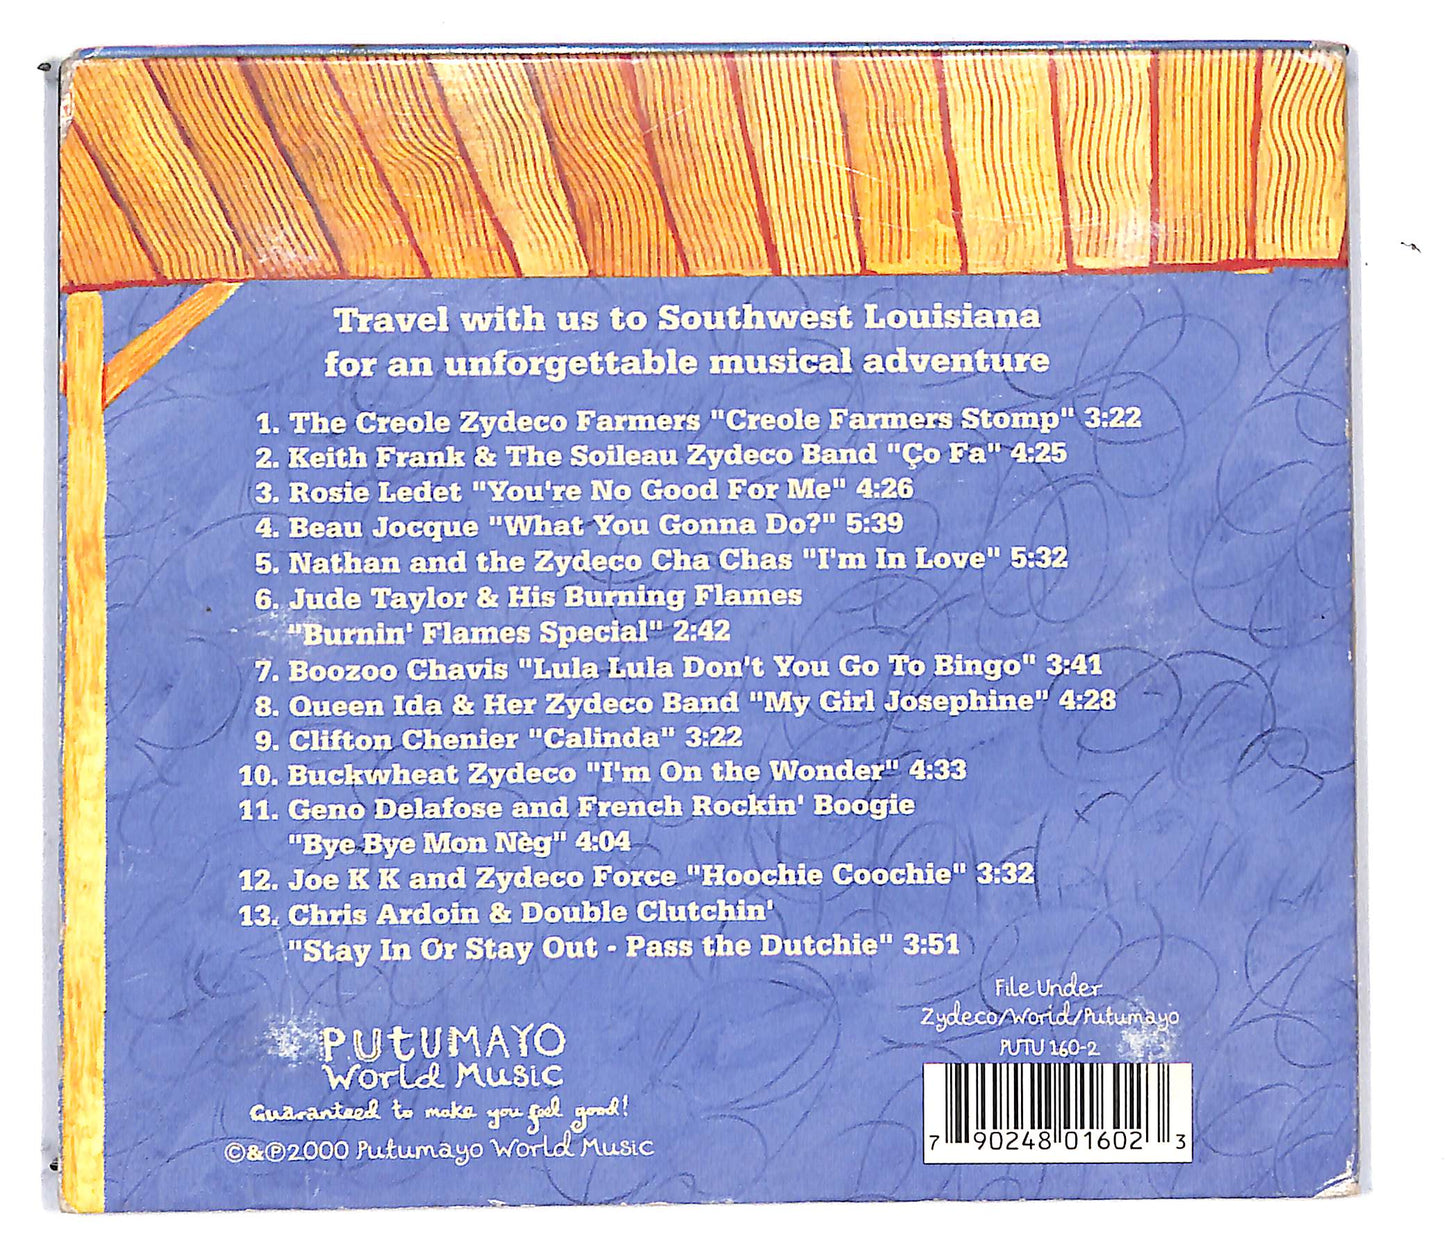 Travel with us to Southwest Louisiana
for an unforgettable musical adventure
1. The Creole Zydeco Farmers "Creole Farmers Stomp" 3:22
2. Keith Frank & The Soileau Zydeco Band "Ço Fa" 4:25
3. Rosie Ledet "You're No Good For Me" 4:26
4. Beau Jocque "What You Gonna Do?" 5:39
5. Nathan and the Zydeco Cha Chas "I'm In Love" 5:32
6. Jude Taylor & His Burning Flames
"Burnin' Flames Special" 2:42
7. Boozoo Chavis "Lula Lula Don't You Go To Bingo" 3:41
8. Queen Ida & Her Zydeco Band "My Girl Josephine" 4:28
9. Clifton Chenier "Calinda" 3:22
10. Buckwheat Zydeco "I'm On the Wonder" 4:33
11. Geno Delafose and French Rockin' Boogie
"Bye Bye Mon Nèg" 4:04
12. Joe K K and Zydeco Force "Hoochie Coochie" 3:32
13. Chris Ardoin & Double Clutchin'
"Stay In Or Stay Out - Pass the Dutchie" 3:51
File Under
Zydeco/World/Putumayo
PUTU 160-2
PUTUMAYO
World Music
Guaranteed to make you feel good!
©&℗2000 Putumayo World Music
7 90248 01602 3